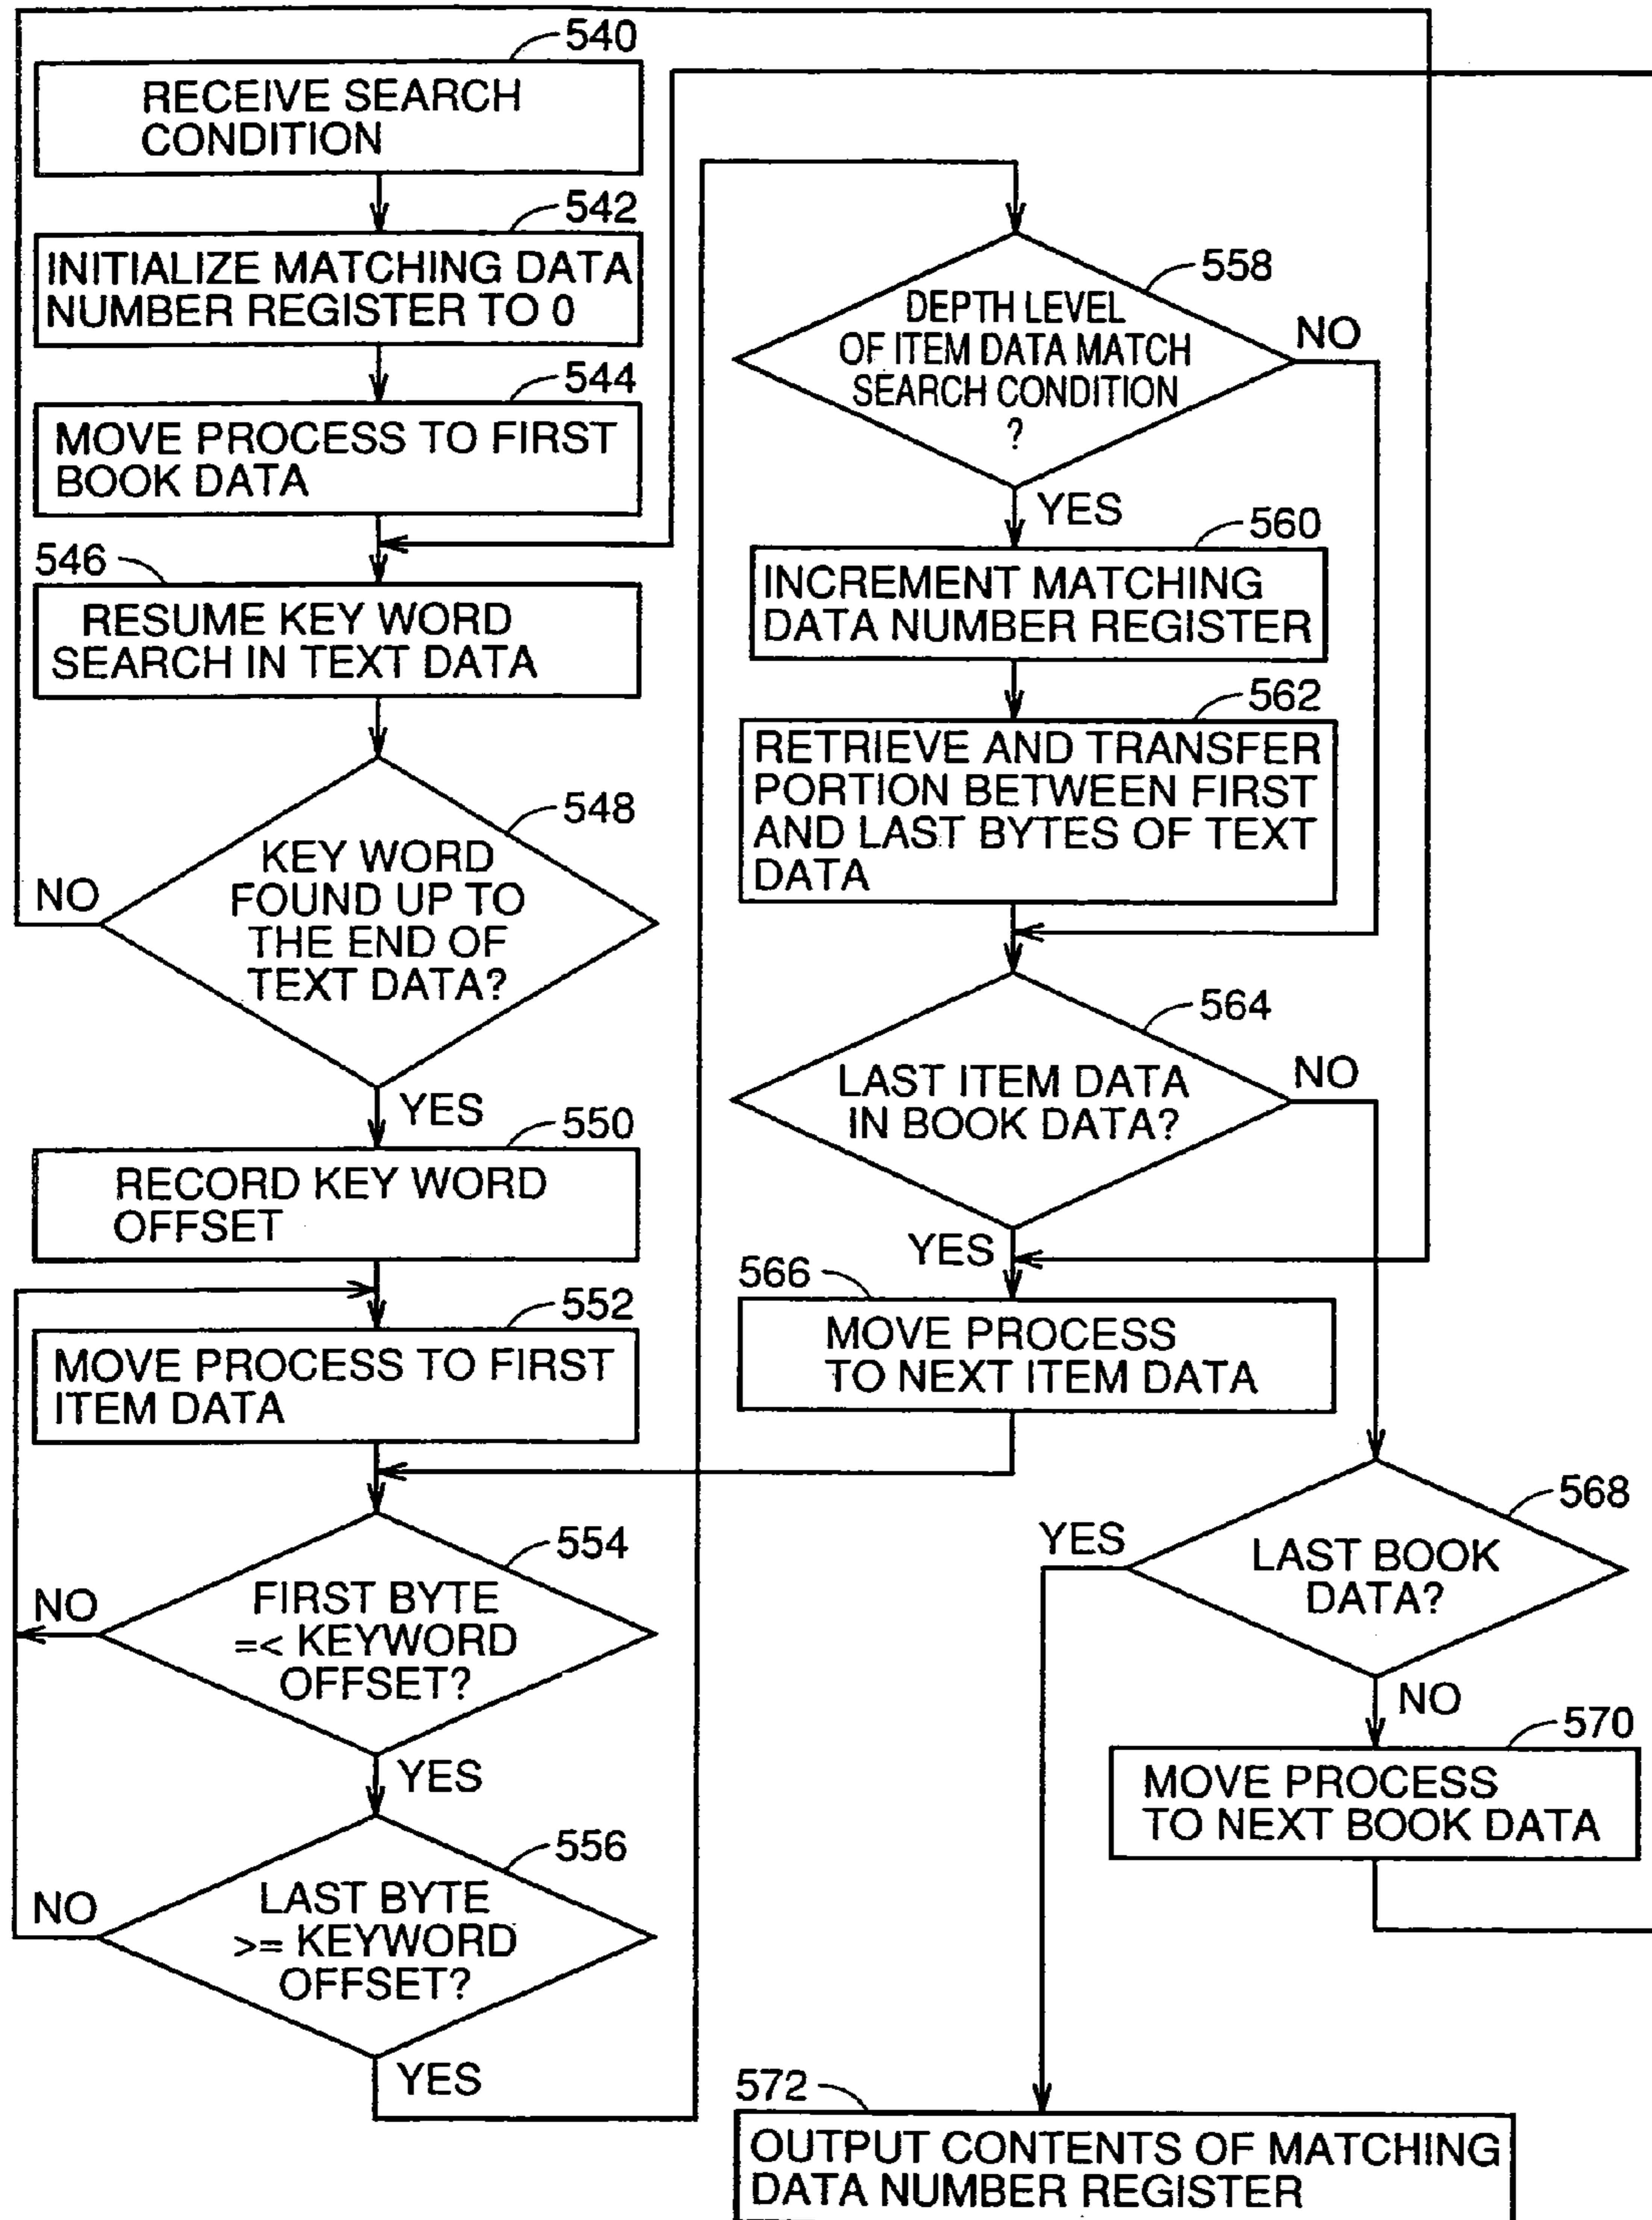 540
RECEIVE SEARCH
CONDITION
542
INITIALIZE MATCHING DATA
NUMBER REGISTER TO 0
544
MOVE PROCESS TO FIRST
BOOK DATA
546
RESUME KEY WORD
SEARCH IN TEXT DATA
548
KEY WORD
FOUND UP TO
THE END OF
TEXT DATA?
NO
YES
550
RECORD KEY WORD
OFFSET
552
MOVE PROCESS TO FIRST
ITEM DATA
554
FIRST BYTE
=< KEYWORD
OFFSET?
NO
YES
556
LAST BYTE
>= KEYWORD
OFFSET?
NO
YES
558
DEPTH LEVEL
OF ITEM DATA MATCH
SEARCH CONDITION
?
NO
YES
560
INCREMENT MATCHING
DATA NUMBER REGISTER
562
RETRIEVE AND TRANSFER
PORTION BETWEEN FIRST
AND LAST BYTES OF TEXT
DATA
564
LAST ITEM DATA
IN BOOK DATA?
NO
YES
566
MOVE PROCESS
TO NEXT ITEM DATA
568
LAST BOOK
DATA?
YES
NO
570
MOVE PROCESS
TO NEXT BOOK DATA
572
OUTPUT CONTENTS OF MATCHING
DATA NUMBER REGISTER